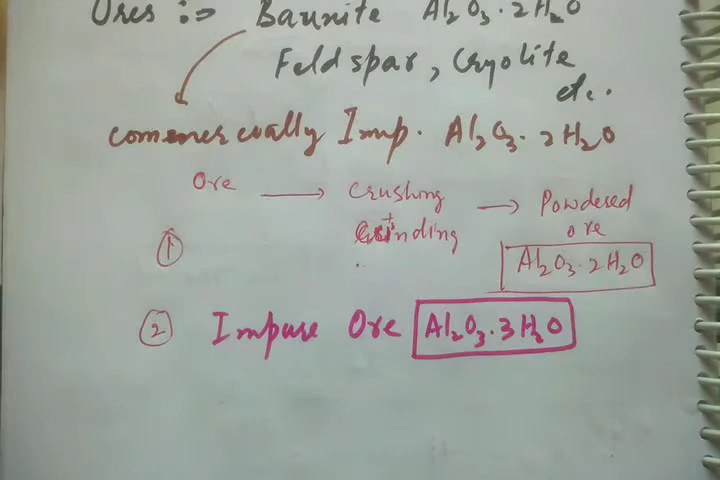 Ores :-> Bauxite Al₂O₃·2H₂O
Feldspar, Cryolite
etc.
commercially Imp. Al₂O₃·2H₂O
Ore → Crushing + Grinding → Powdered ore
① Al₂O₃·2H₂O
② Impure Ore Al₂O₃·3H₂O